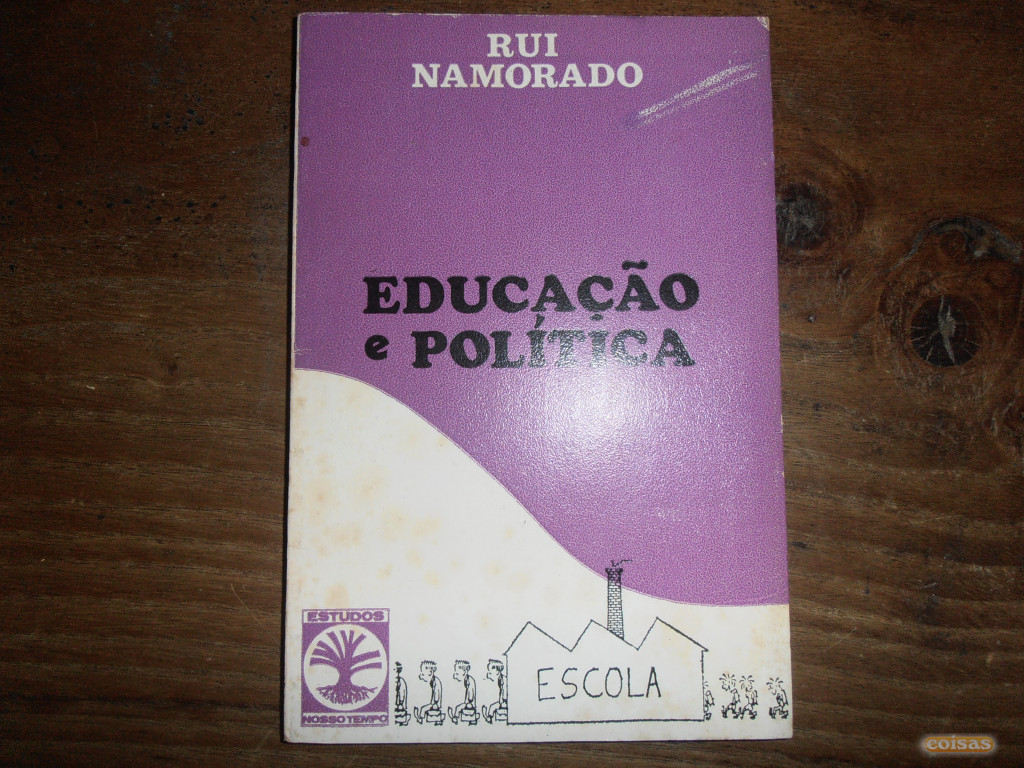 RUI
NAMORADO
EDUCAÇÃO
e POLÍTICA
ESTUDOS
NOSSO TEMPO
ESCOLA
coisas